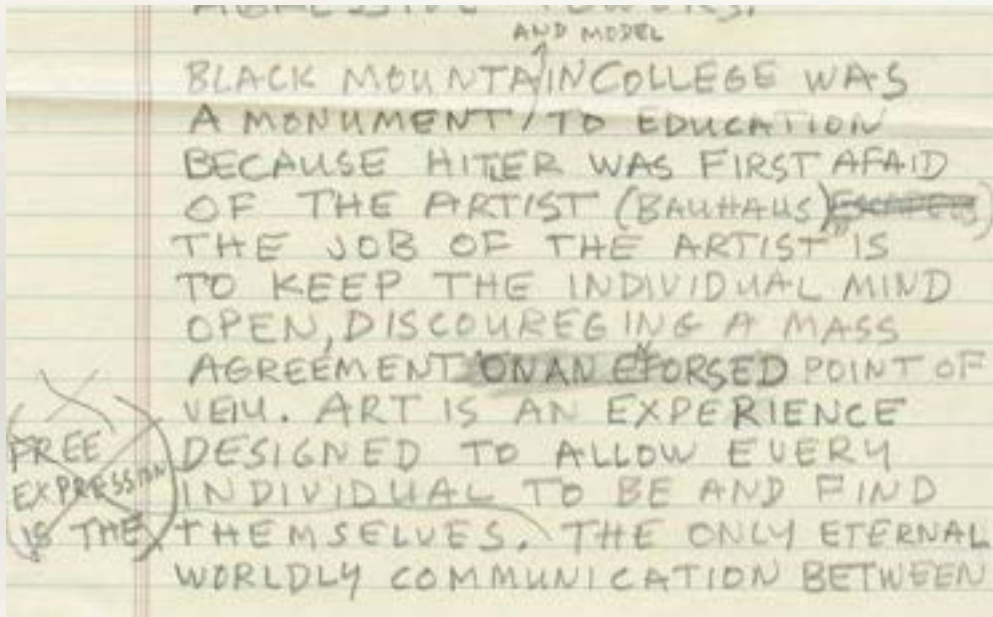 AGRESSIVE POWERS.
AND MODEL
BLACK MOUNTAIN COLLEGE WAS
A MONUMENT / TO EDUCATION
BECAUSE HITLER WAS FIRST AFAID
OF THE ARTIST (BAUHAUS)
THE JOB OF THE ARTIST IS
TO KEEP THE INDIVIDUAL MIND
OPEN, DISCOUREGING A MASS
AGREEMENT ON AN EFORSED POINT OF
VEIW. ART IS AN EXPERIENCE
DESIGNED TO ALLOW EVERY
INDIVIDUAL TO BE AND FIND
THEMSELVES. THE ONLY ETERNAL
WORLDLY COMMUNICATION BETWEEN
FREE
EXPRESSION
IS THE